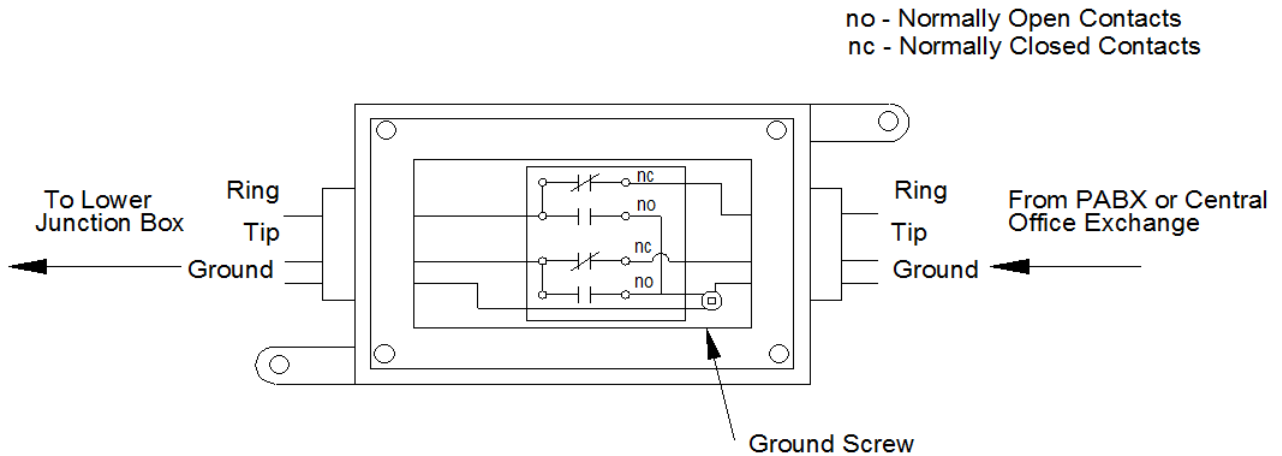 no - Normally Open Contacts
nc - Normally Closed Contacts
To Lower
Junction Box
Ring
Tip
Ground
nc
no
nc
no
Ring
Tip
Ground
From PABX or Central
Office Exchange
Ground Screw